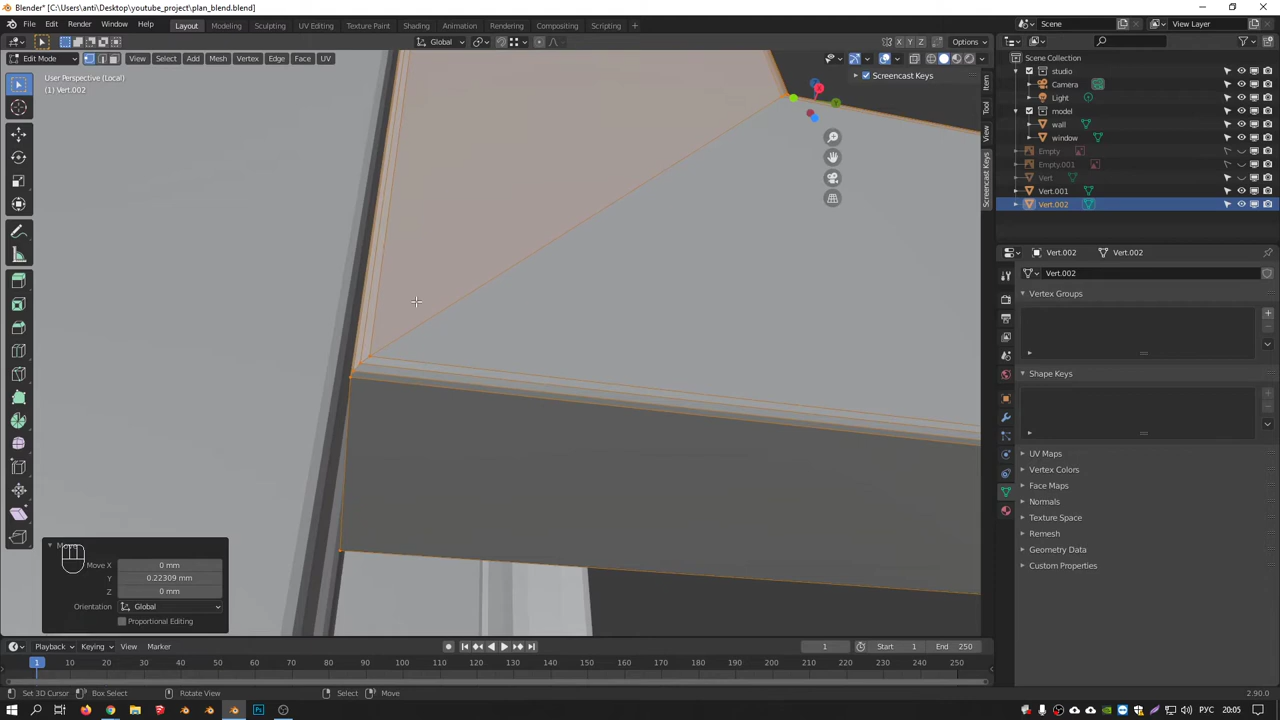 Blender* [C:\Users\anti\Desktop\youtube_project\plan_blend.blend]
File Edit Render Window Help
Layout Modeling Sculpting UV Editing Texture Paint Shading Animation Rendering Compositing Scripting +
Scene View Layer
Global Options
Edit Mode View Select Add Mesh Vertex Edge Face UV
User Perspective (Local)
(1) Vert.002
Screencast Keys
Item
Tool
View
Screencast Keys
Scene Collection
studio
Camera
Light
model
wall
window
Empty
Empty.001
Vert
Vert.001
Vert.002
Vert.002 Vert.002
Vert.002
Vertex Groups
Shape Keys
UV Maps
Vertex Colors
Face Maps
Normals
Texture Space
Remesh
Geometry Data
Custom Properties
Move X 0 mm
Y 0.22309 mm
Z 0 mm
Orientation Global
Proportional Editing
Playback Keying View Marker 1 Start 1 End 250
1 10 20 30 40 50 60 70 80 90 100 110 120 130 140 150 160 170 180 190 200 210 220 230 240 250
Set 3D Cursor Box Select Rotate View Select Move 2.90.0
РУС 20:05